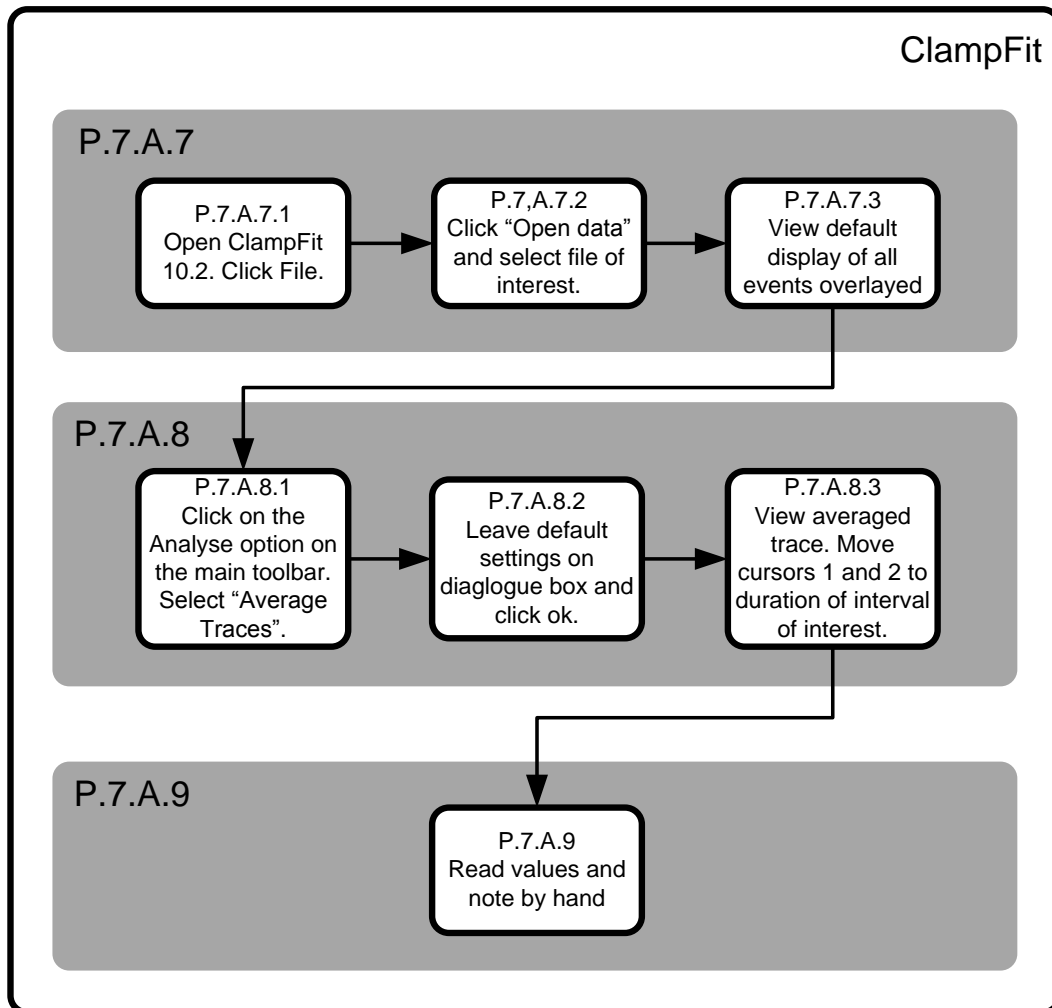 ClampFit
P.7.A.7
P.7.A.7.1
Open ClampFit
10.2. Click File.
P.7,A.7.2
Click “Open data”
and select file of
interest.
P.7.A.7.3
View default
display of all
events overlayed
P.7.A.8
P.7.A.8.1
Click on the
Analyse option on
the main toolbar.
Select “Average
Traces”.
P.7.A.8.2
Leave default
settings on
diaglogue box and
click ok.
P.7.A.8.3
View averaged
trace. Move
cursors 1 and 2 to
duration of interval
of interest.
P.7.A.9
P.7.A.9
Read values and
note by hand